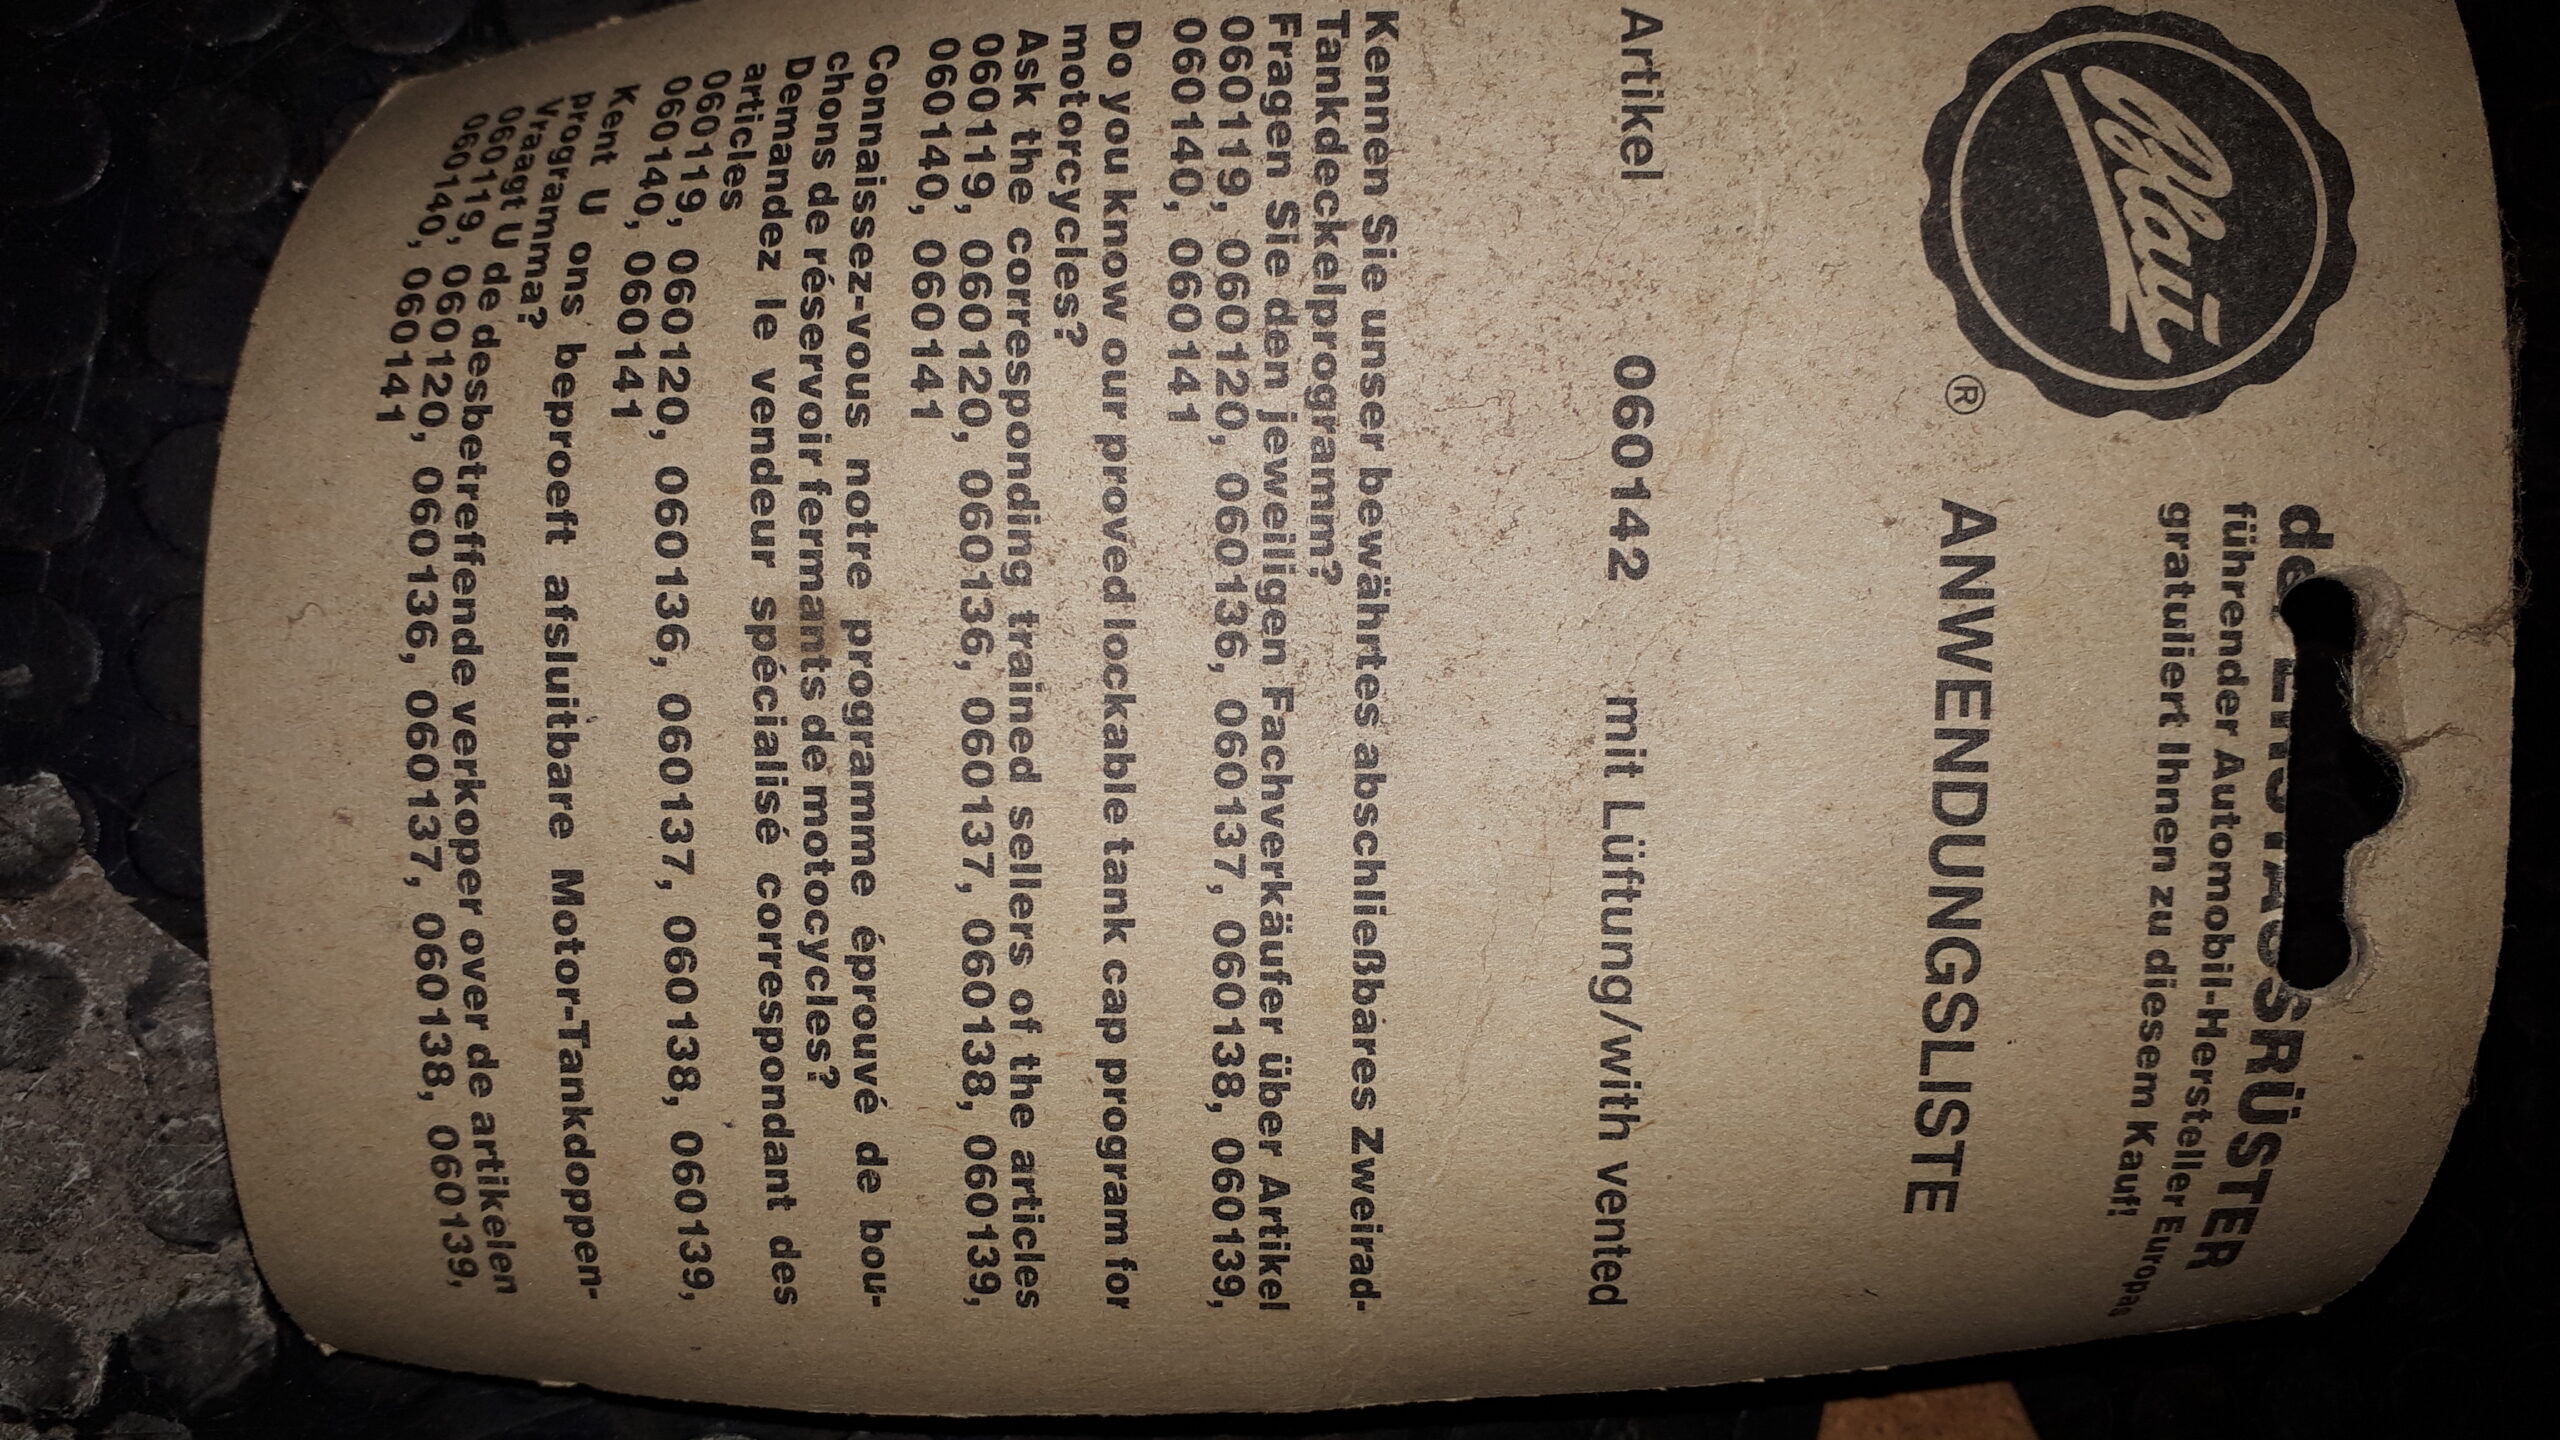 Blau
®
der ERSTAUSRÜSTER
führender Automobil-Hersteller Europas
gratuliert Ihnen zu diesem Kauf!
ANWENDUNGSLISTE
Artikel 060142 mit Lüftung/with vented
Kennen Sie unser bewährtes abschließbares Zweirad-
Tankdeckelprogramm?
Fragen Sie den jeweiligen Fachverkäufer über Artikel
060119, 060120, 060136, 060137, 060138, 060139,
060140, 060141
Do you know our proved lockable tank cap program for
motorcycles?
Ask the corresponding trained sellers of the articles
060119, 060120, 060136, 060137, 060138, 060139,
060140, 060141
Connaissez-vous notre programme éprouvé de bou-
chons de réservoir fermants de motocycles?
Demandez le vendeur spécialisé correspondant des
articles
060119, 060120, 060136, 060137, 060138, 060139,
060140, 060141
Kent U ons beproeft afsluitbare Motor-Tankdoppen-
programma?
Vraagt U de desbetreffende verkoper over de artikelen
060119, 060120, 060136, 060137, 060138, 060139,
060140, 060141